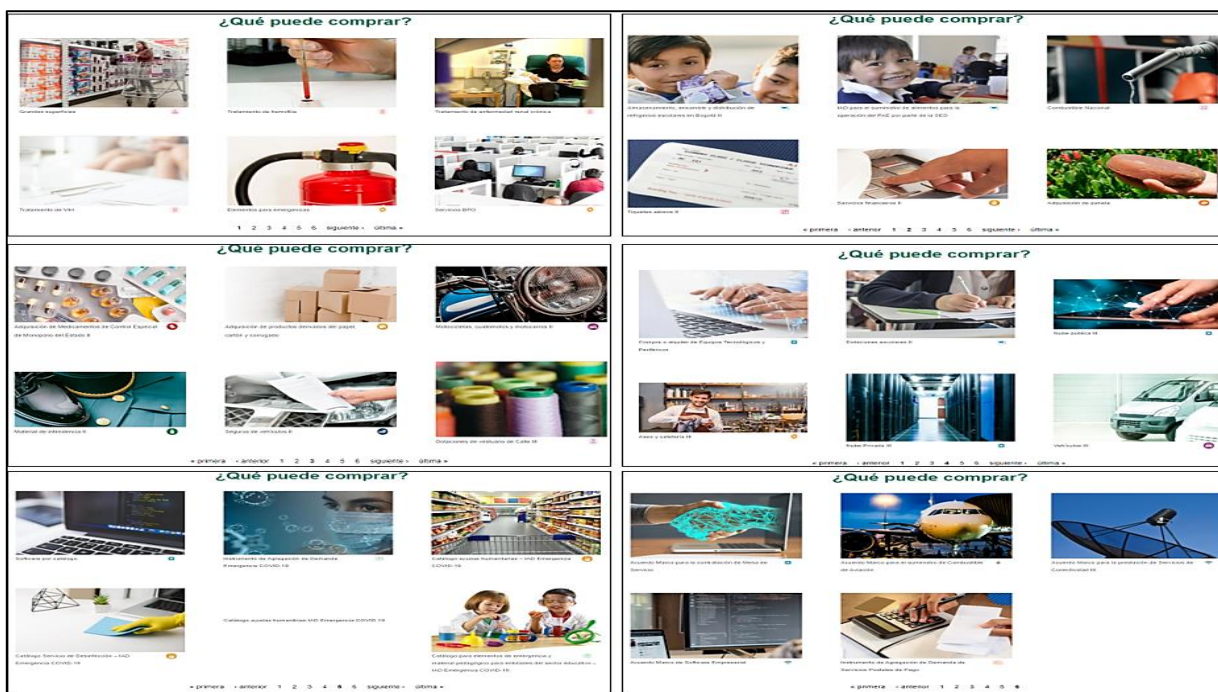 ¿Qué puede comprar?
Grandes superficies
Tratamiento de hemofilia
Tratamiento de enfermedad renal crónica
Tratamiento de VIH
Elementos para emergencias
Servicios BPO
1 2 3 4 5 6 siguiente › última »
¿Qué puede comprar?
Almacenamiento, ensamble y distribución de
refrigerios escolares en Bogotá II
IAD para el suministro de alimentos para la
operación del PAE por parte de la SED
Combustible Nacional
Tiquetes aéreos II
Servicios financieros II
Adquisición de panela
« primera ‹ anterior 1 2 3 4 5 6 siguiente › última »
¿Qué puede comprar?
Adquisición de Medicamentos de Control Especial
de Monopolio del Estado II
Adquisición de productos derivados del papel,
cartón y corrugado
Motocicletas, cuatrimotos y motocarros II
Material de intendencia II
Seguros de vehículos II
Dotaciones de vestuario de Calle III
« primera ‹ anterior 1 2 3 4 5 6 siguiente › última »
¿Qué puede comprar?
Compra o alquiler de Equipos Tecnológicos y
Periféricos
Dotaciones escolares II
Nube pública III
Aseo y cafetería III
Nube Privada III
Vehículos III
« primera ‹ anterior 1 2 3 4 5 6 siguiente › última »
¿Qué puede comprar?
Software por catálogo
Instrumento de Agregación de Demanda
Emergencia COVID-19
Catálogo ayudas humanitarias – IAD Emergencia
COVID-19
Catálogo Servicio de Desinfección – IAD
Emergencia COVID-19
Catálogo ayudas humanitarias IAD Emergencia COVID-19
Catálogo para elementos de emergencia y
material pedagógico para entidades del sector educativo –
IAD Emergencia COVID-19
« primera ‹ anterior 1 2 3 4 5 6 siguiente › última »
¿Qué puede comprar?
Acuerdo Marco para la contratación de Mesa de
Servicio
Acuerdo Marco para el suministro de Combustible
de Aviación
Acuerdo Marco para la prestación de Servicios de
Conectividad III
Acuerdo Marco de Software Empresarial
Instrumento de Agregación de Demanda de
Servicios Postales de Pago
« primera ‹ anterior 1 2 3 4 5 6